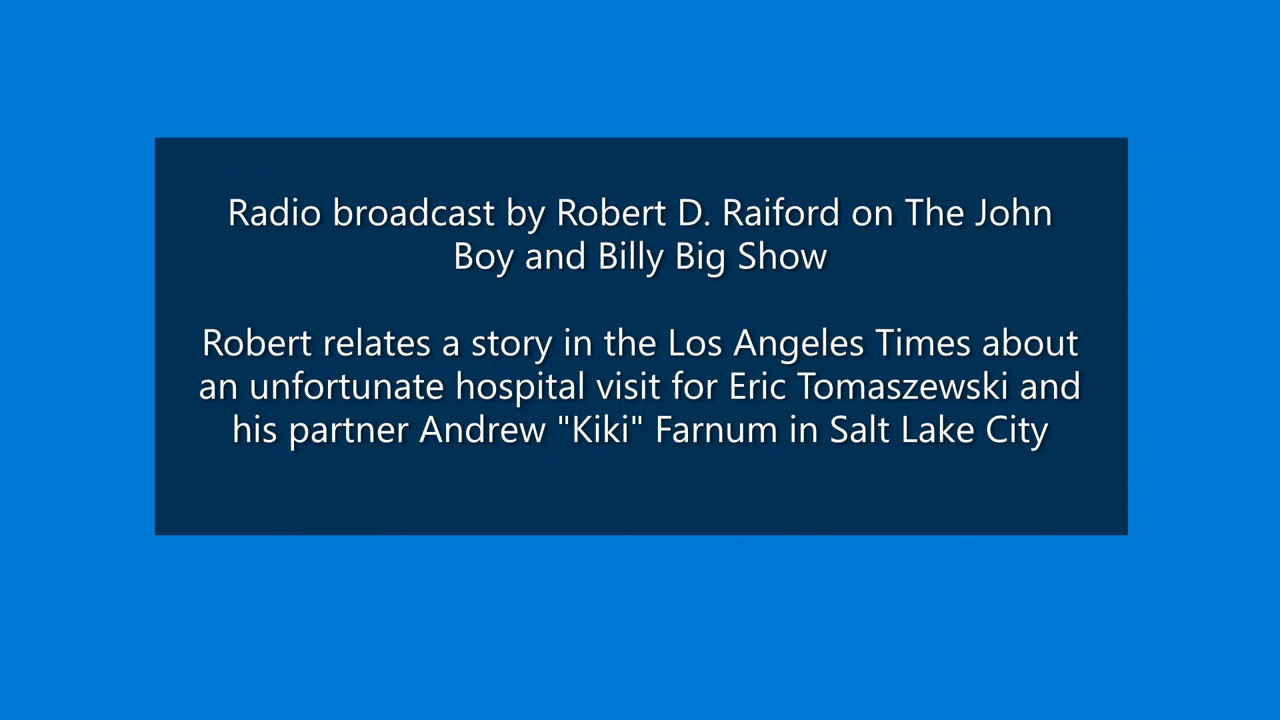 Radio broadcast by Robert D. Raiford on The John
Boy and Billy Big Show
Robert relates a story in the Los Angeles Times about
an unfortunate hospital visit for Eric Tomaszewski and
his partner Andrew "Kiki" Farnum in Salt Lake City